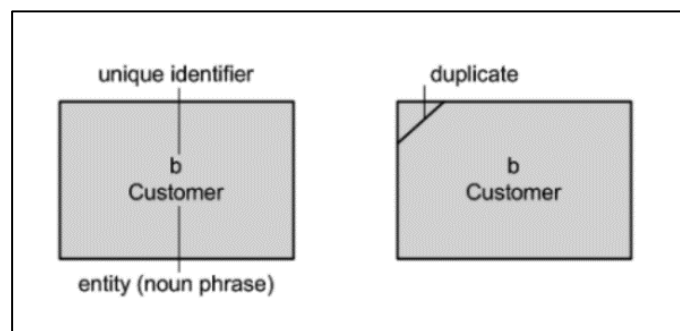 unique identifier
duplicate
b
Customer
b
Customer
entity (noun phrase)